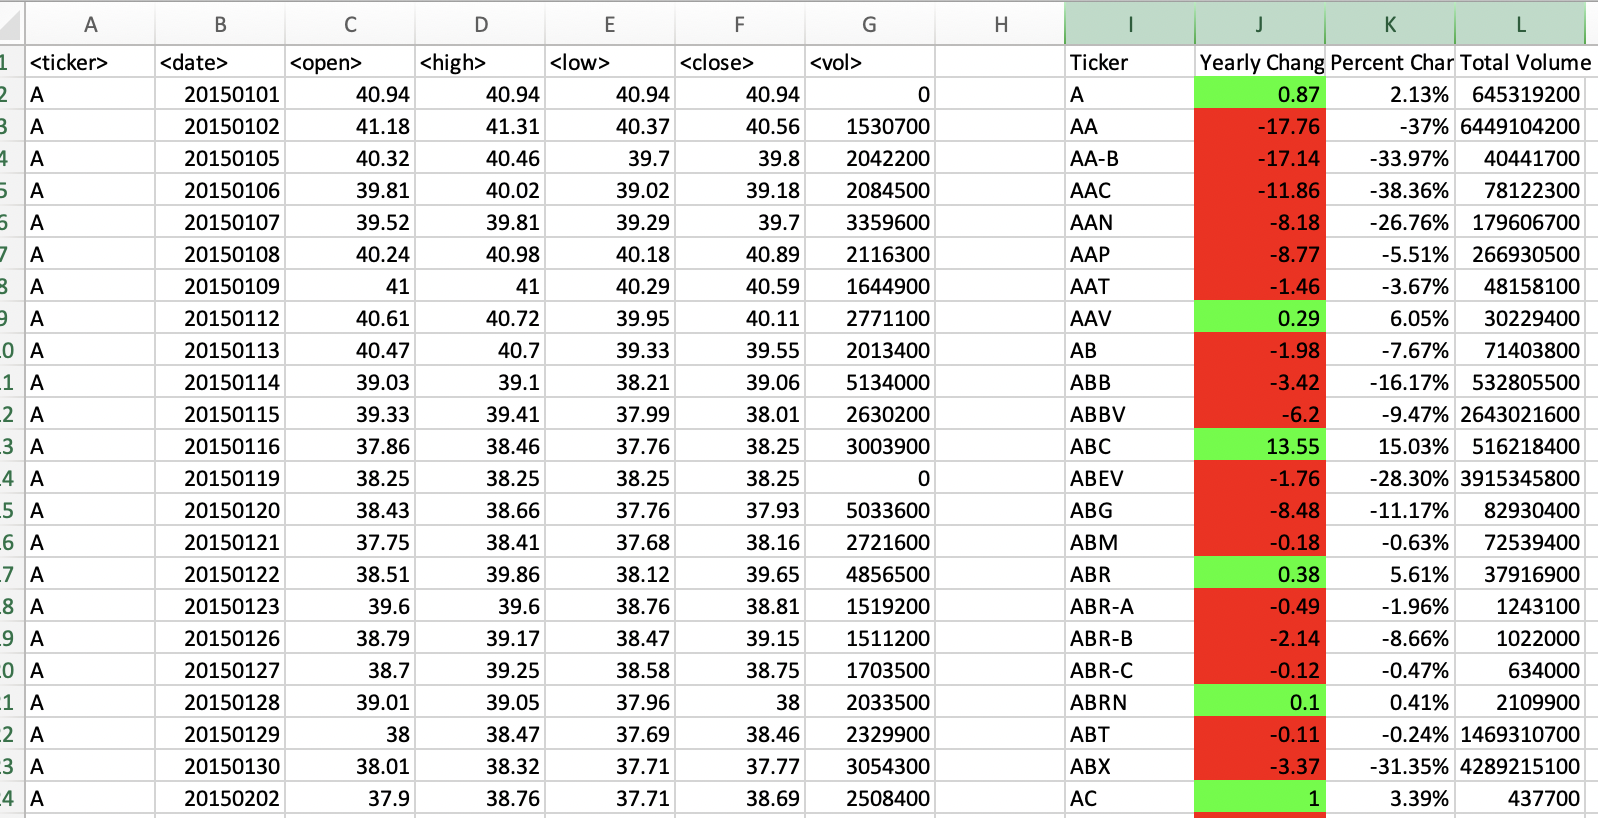 A B C D E F G H I J K L
1 <ticker> <date> <open> <high> <low> <close> <vol> Ticker Yearly Chang Percent Char Total Volume
2 A 20150101 40.94 40.94 40.94 40.94 0 A 0.87 2.13% 645319200
3 A 20150102 41.18 41.31 40.37 40.56 1530700 AA -17.76 -37% 6449104200
4 A 20150105 40.32 40.46 39.7 39.8 2042200 AA-B -17.14 -33.97% 40441700
5 A 20150106 39.81 40.02 39.02 39.18 2084500 AAC -11.86 -38.36% 78122300
6 A 20150107 39.52 39.81 39.29 39.7 3359600 AAN -8.18 -26.76% 179606700
7 A 20150108 40.24 40.98 40.18 40.89 2116300 AAP -8.77 -5.51% 266930500
8 A 20150109 41 41 40.29 40.59 1644900 AAT -1.46 -3.67% 48158100
9 A 20150112 40.61 40.72 39.95 40.11 2771100 AAV 0.29 6.05% 30229400
0 A 20150113 40.47 40.7 39.33 39.55 2013400 AB -1.98 -7.67% 71403800
1 A 20150114 39.03 39.1 38.21 39.06 5134000 ABB -3.42 -16.17% 532805500
2 A 20150115 39.33 39.41 37.99 38.01 2630200 ABBV -6.2 -9.47% 2643021600
3 A 20150116 37.86 38.46 37.76 38.25 3003900 ABC 13.55 15.03% 516218400
4 A 20150119 38.25 38.25 38.25 38.25 0 ABEV -1.76 -28.30% 3915345800
5 A 20150120 38.43 38.66 37.76 37.93 5033600 ABG -8.48 -11.17% 82930400
6 A 20150121 37.75 38.41 37.68 38.16 2721600 ABM -0.18 -0.63% 72539400
7 A 20150122 38.51 39.86 38.12 39.65 4856500 ABR 0.38 5.61% 37916900
8 A 20150123 39.6 39.6 38.76 38.81 1519200 ABR-A -0.49 -1.96% 1243100
9 A 20150126 38.79 39.17 38.47 39.15 1511200 ABR-B -2.14 -8.66% 1022000
0 A 20150127 38.7 39.25 38.58 38.75 1703500 ABR-C -0.12 -0.47% 634000
1 A 20150128 39.01 39.05 37.96 38 2033500 ABRN 0.1 0.41% 2109900
2 A 20150129 38 38.47 37.69 38.46 2329900 ABT -0.11 -0.24% 1469310700
3 A 20150130 38.01 38.32 37.71 37.77 3054300 ABX -3.37 -31.35% 4289215100
4 A 20150202 37.9 38.76 37.71 38.69 2508400 AC 1 3.39% 437700